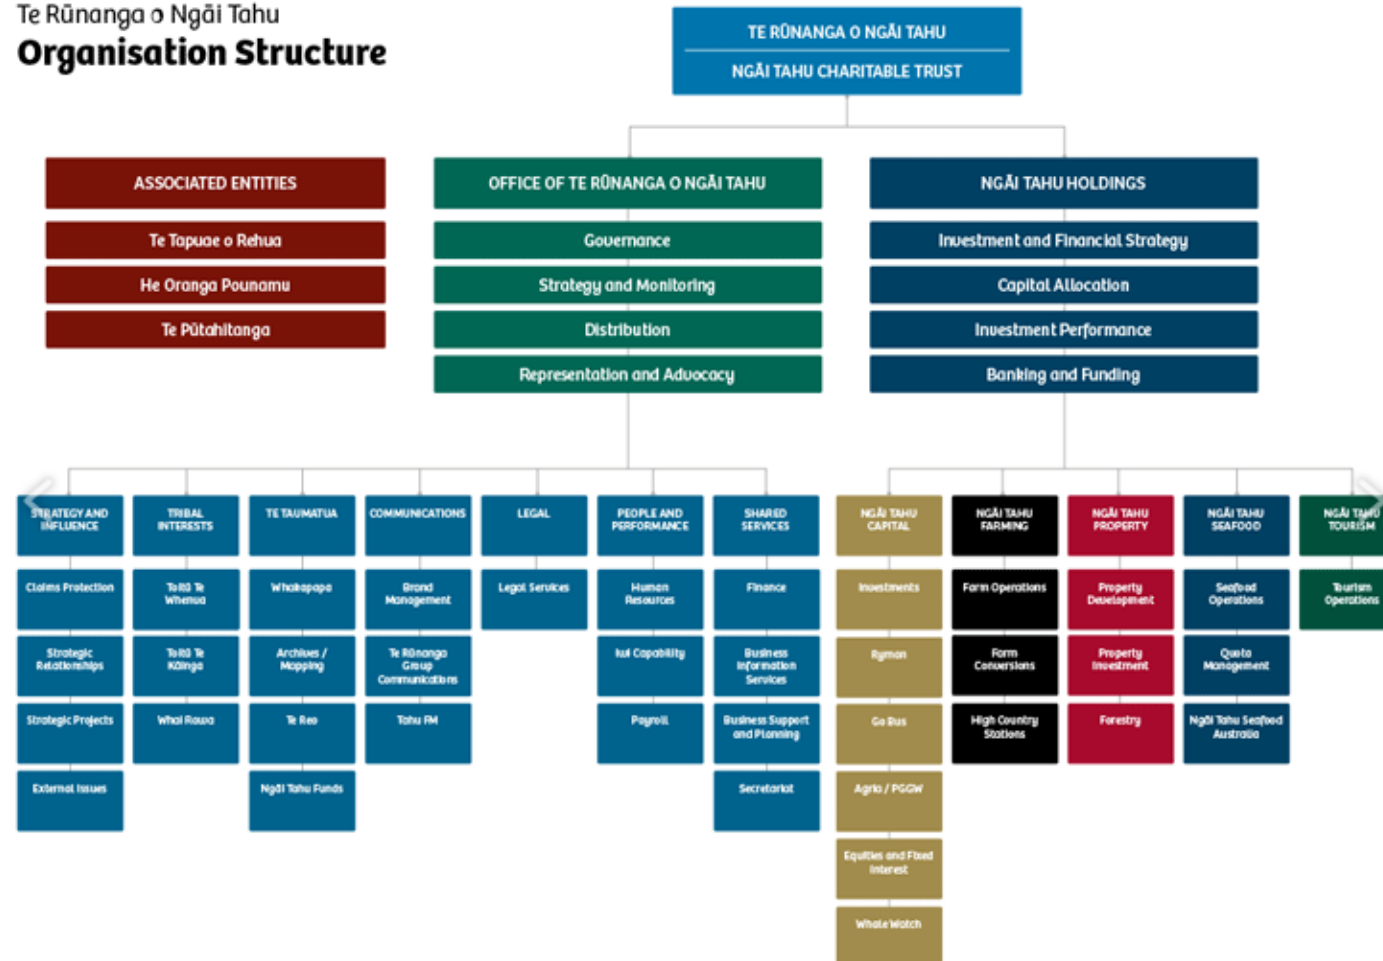 Te Rūnanga o Ngāi Tahu
Organisation Structure
TE RŪNANGA O NGĀI TAHU
NGĀI TAHU CHARITABLE TRUST
ASSOCIATED ENTITIES
Te Tapuae o Rehua
He Oranga Pounamu
Te Pūtahitanga
OFFICE OF TE RŪNANGA O NGĀI TAHU
Governance
Strategy and Monitoring
Distribution
Representation and Advocacy
NGĀI TAHU HOLDINGS
Investment and Financial Strategy
Capital Allocation
Investment Performance
Banking and Funding
STRATEGY AND
INFLUENCE
Claims Protection
Strategic
Relationships
Strategic Projects
External Issues
TRIBAL
INTERESTS
Toitū Te
Whenua
Toitū Te
Kāinga
Whai Rawa
TE TAUMATUA
Whakapapa
Archives /
Mapping
Te Reo
Ngāi Tahu Funds
COMMUNICATIONS
Brand
Management
Te Rūnanga
Group
Communications
Tahu FM
LEGAL
Legal Services
PEOPLE AND
PERFORMANCE
Human
Resources
Iwi Capability
Payroll
SHARED
SERVICES
Finance
Business
Information
Services
Business Support
and Planning
Secretariat
NGĀI TAHU
CAPITAL
Investments
Ryman
Go Bus
Agria / PGGW
Equities and Fixed
Interest
Whale Watch
NGĀI TAHU
FARMING
Farm Operations
Farm
Conversions
High Country
Stations
NGĀI TAHU
PROPERTY
Property
Development
Property
Investment
Forestry
NGĀI TAHU
SEAFOOD
Seafood
Operations
Quota
Management
Ngāi Tahu Seafood
Australia
NGĀI TAHU
TOURISM
Tourism
Operations